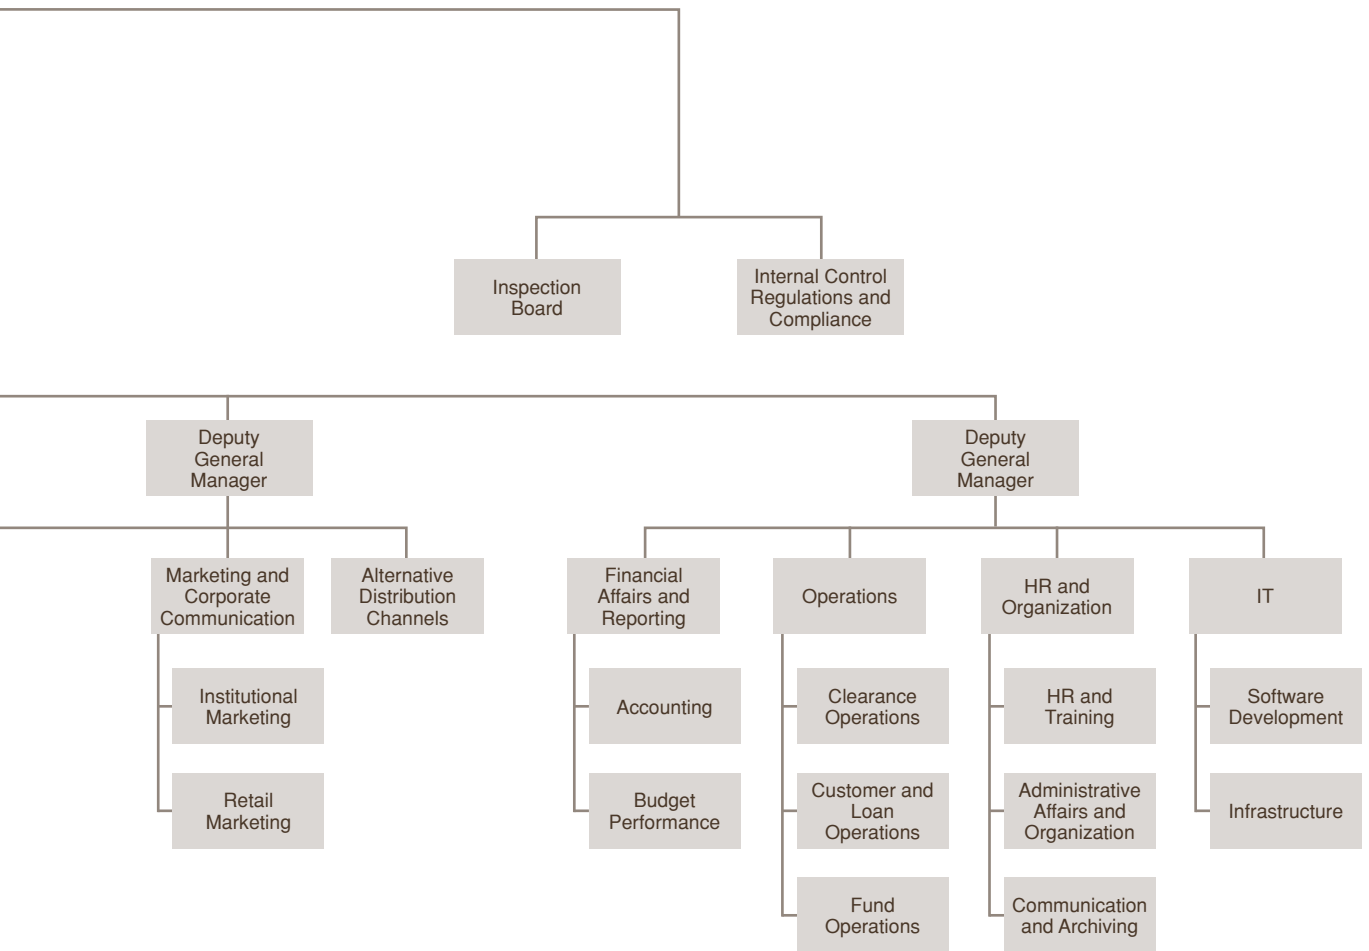 Inspection
Board
Internal Control
Regulations and
Compliance
Deputy
General
Manager
Deputy
General
Manager
Marketing and
Corporate
Communication
Alternative
Distribution
Channels
Financial
Affairs and
Reporting
Operations
HR and
Organization
IT
Institutional
Marketing
Accounting
Clearance
Operations
HR and
Training
Software
Development
Retail
Marketing
Budget
Performance
Customer and
Loan
Operations
Administrative
Affairs and
Organization
Infrastructure
Fund
Operations
Communication
and Archiving